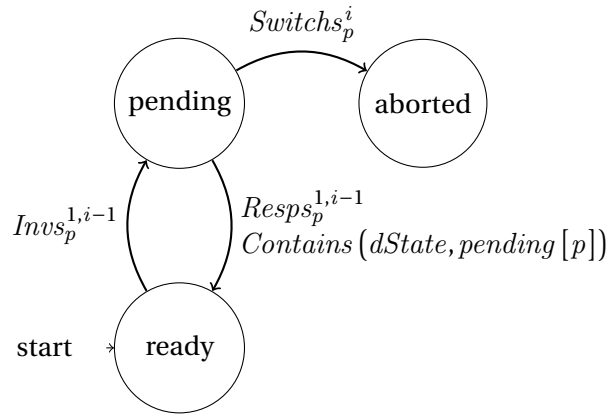 Switchs_p^i
pending
aborted
Invs_p^{1,i−1}
Resps_p^{1,i−1}
Contains (dState, pending [p])
start
ready